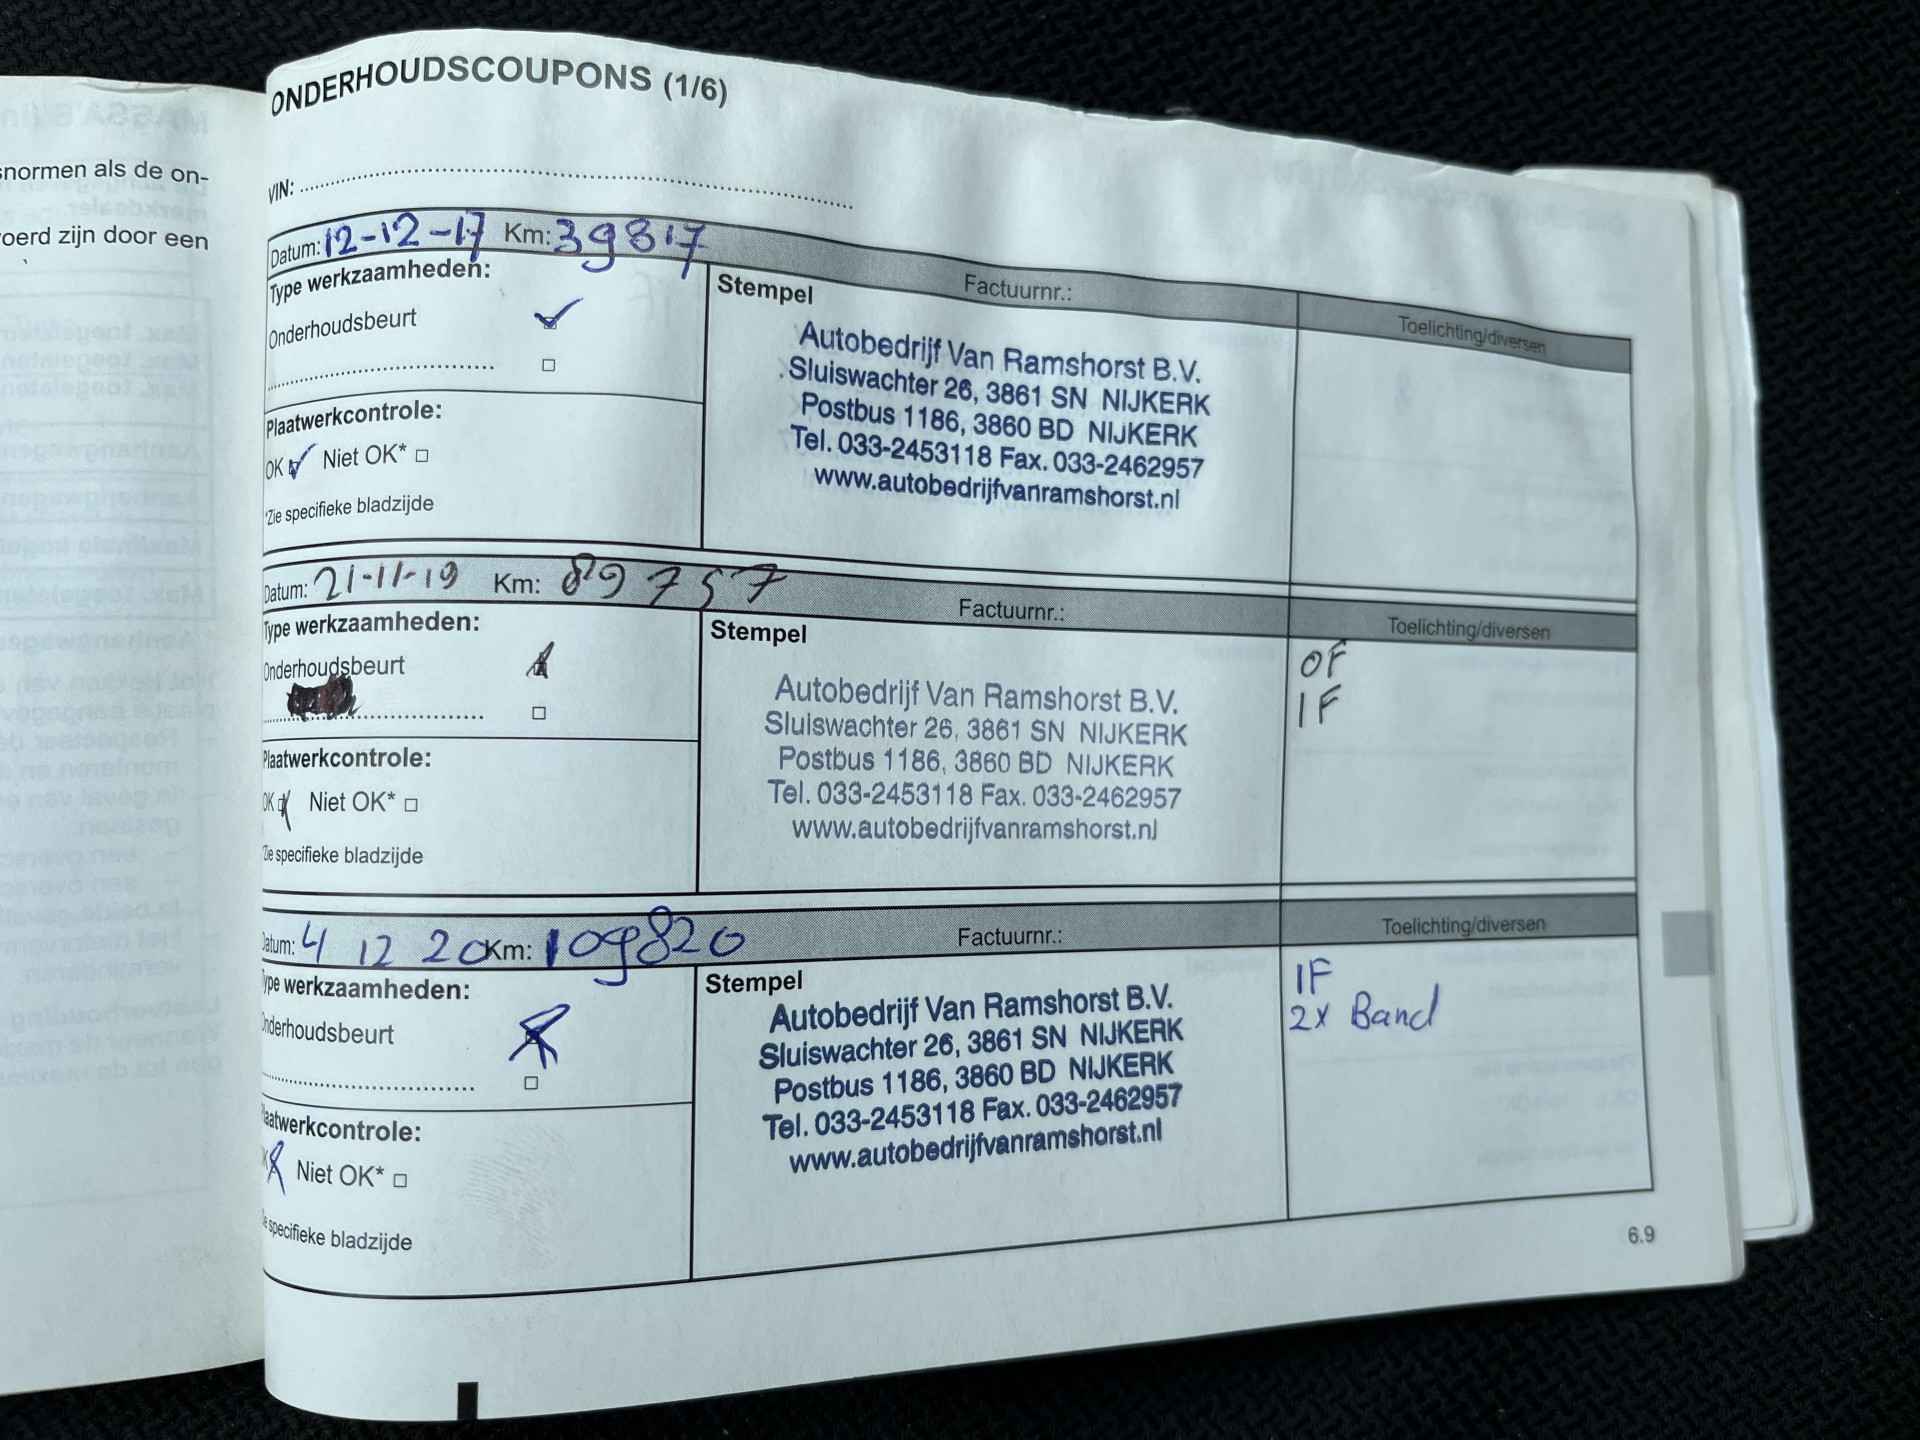 snormen als de on-
voerd zijn door een
ONDERHOUDSCOUPONS (1/6)
VIN:
Datum: 12-12-17 Km: 39817
Factuurnr.:
Toelichting/diversen
Type werkzaamheden:
Onderhoudsbeurt
Plaatwerkcontrole:
OK Niet OK*
*Zie specifieke bladzijde
Stempel
Autobedrijf Van Ramshorst B.V.
Sluiswachter 26, 3861 SN NIJKERK
Postbus 1186, 3860 BD NIJKERK
Tel. 033-2453118 Fax. 033-2462957
www.autobedrijfvanramshorst.nl
Datum: 21-11-19 Km: 89757
Factuurnr.:
Toelichting/diversen
Type werkzaamheden:
Onderhoudsbeurt
Plaatwerkcontrole:
OK Niet OK*
*Zie specifieke bladzijde
Stempel
Autobedrijf Van Ramshorst B.V.
Sluiswachter 26, 3861 SN NIJKERK
Postbus 1186, 3860 BD NIJKERK
Tel. 033-2453118 Fax. 033-2462957
www.autobedrijfvanramshorst.nl
OF
IF
Datum: 4 12 20 Km: 109820
Factuurnr.:
Toelichting/diversen
Type werkzaamheden:
Onderhoudsbeurt
Plaatwerkcontrole:
OK Niet OK*
*Zie specifieke bladzijde
Stempel
Autobedrijf Van Ramshorst B.V.
Sluiswachter 26, 3861 SN NIJKERK
Postbus 1186, 3860 BD NIJKERK
Tel. 033-2453118 Fax. 033-2462957
www.autobedrijfvanramshorst.nl
IF
2x Band
6.9